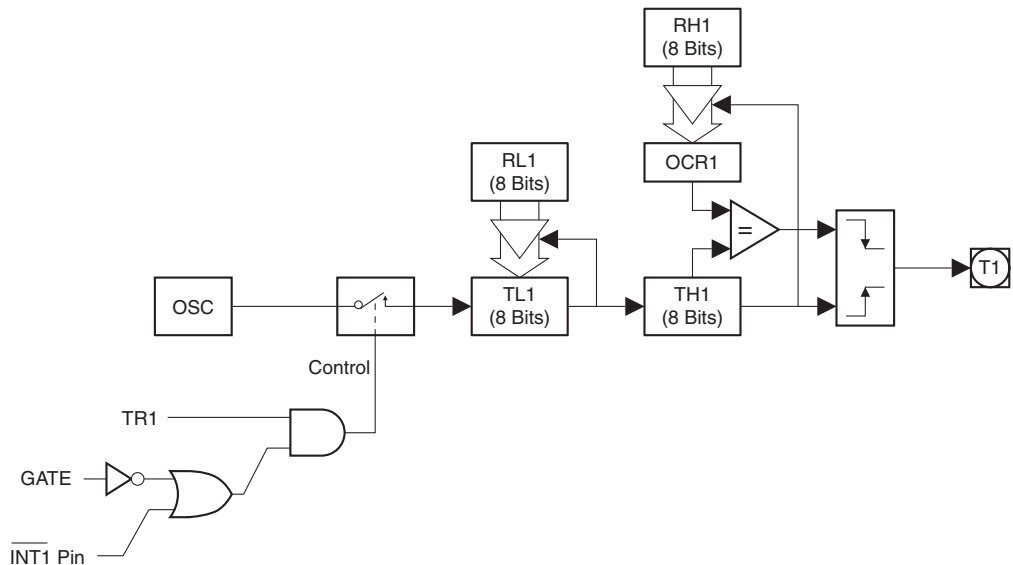 RH1
(8 Bits)
RL1
(8 Bits)
OCR1
=
OSC
TL1
(8 Bits)
TH1
(8 Bits)
T1
Control
TR1
GATE
INT1 Pin